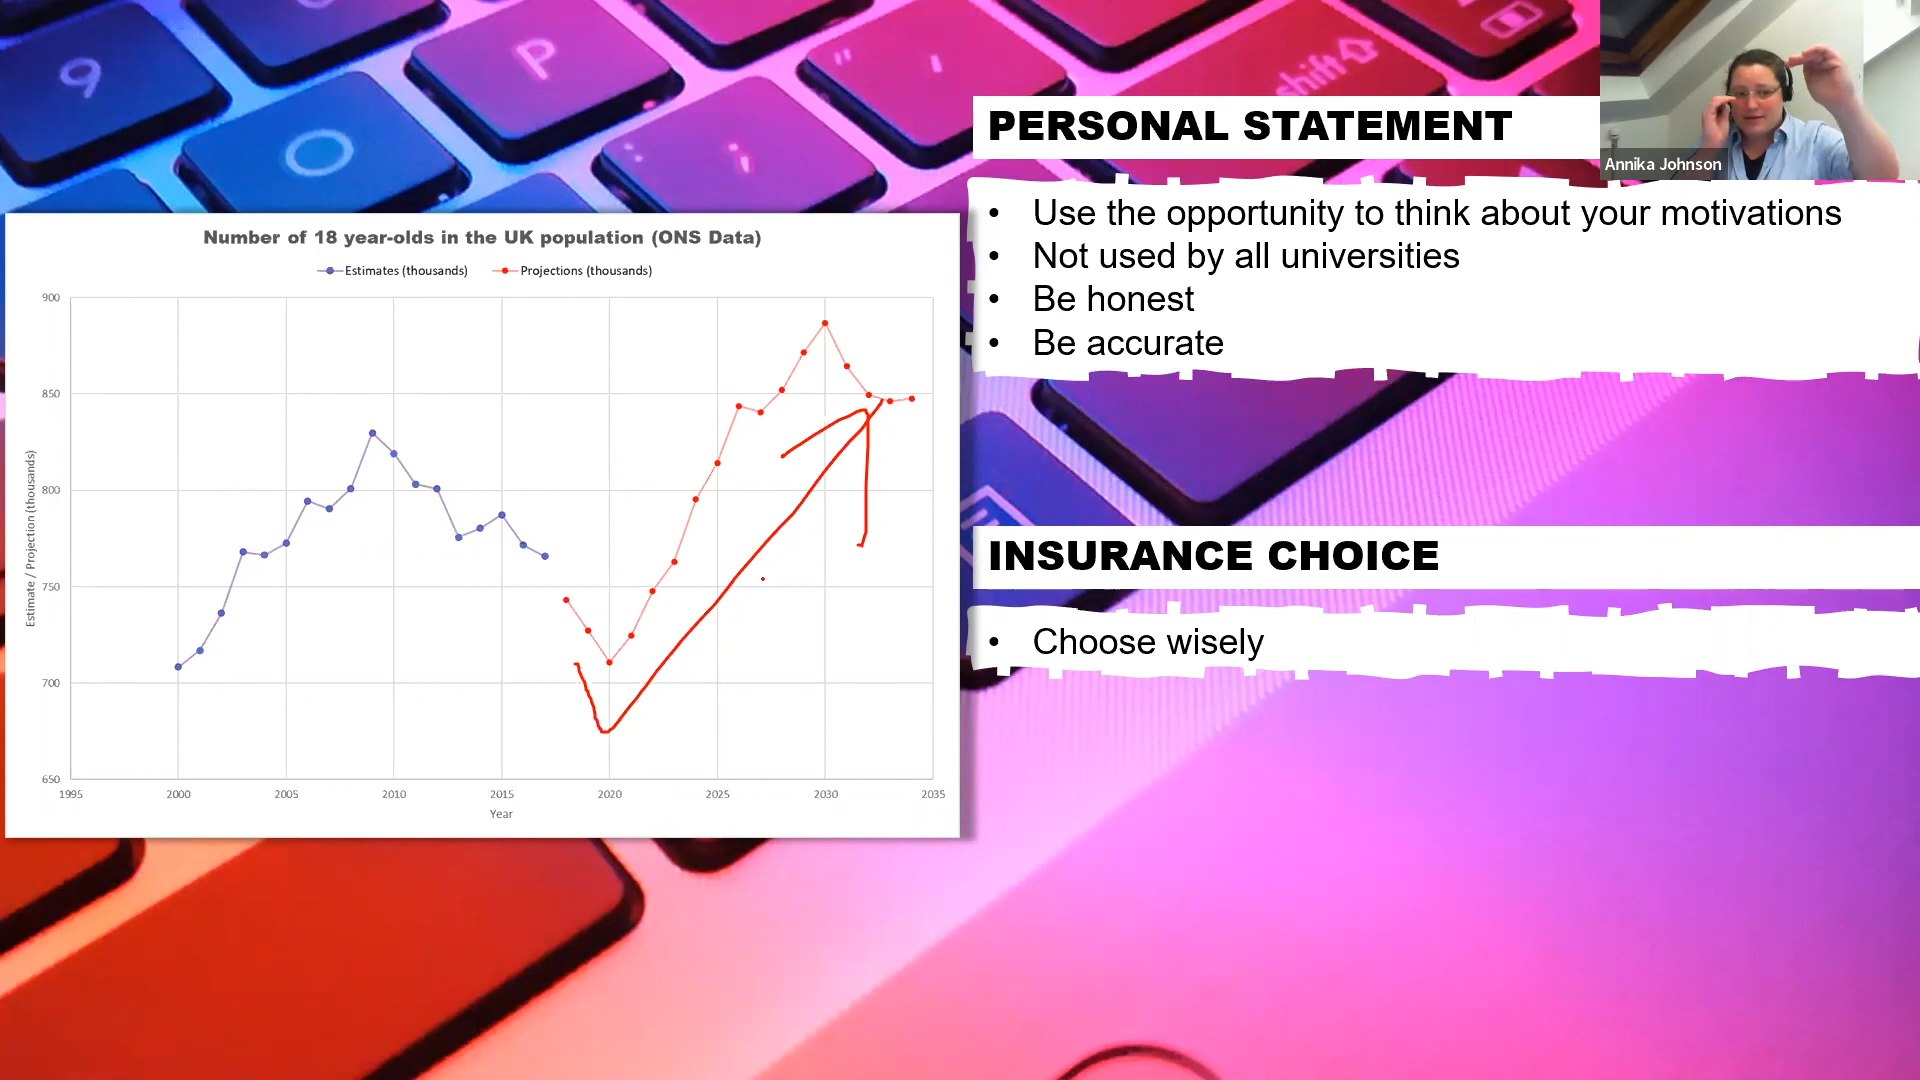 9
P
O
" '
: ;
shift
PERSONAL STATEMENT
Annika Johnson
• Use the opportunity to think about your motivations
• Not used by all universities
• Be honest
• Be accurate
INSURANCE CHOICE
• Choose wisely
Number of 18 year-olds in the UK population (ONS Data)
Estimates (thousands)
Projections (thousands)
Estimate / Projection (thousands)
900
850
800
750
700
650
1995 2000 2005 2010 2015 2020 2025 2030 2035
Year